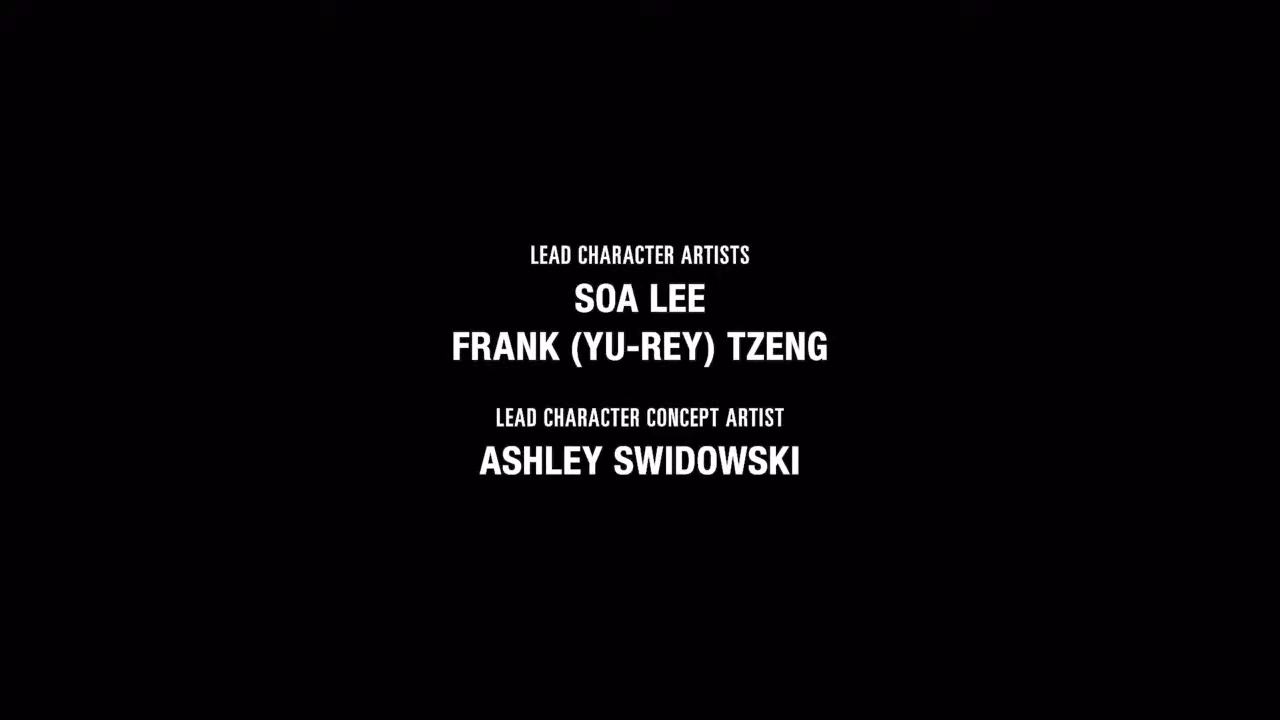 LEAD CHARACTER ARTISTS
SOA LEE
FRANK (YU-REY) TZENG
LEAD CHARACTER CONCEPT ARTIST
ASHLEY SWIDOWSKI